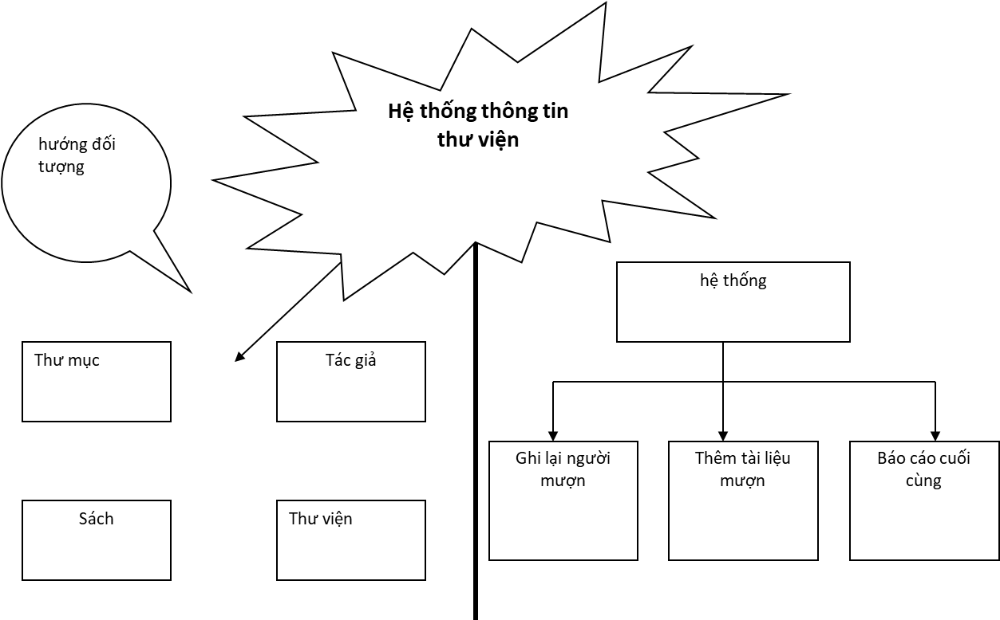 Hệ thống thông tin
thư viện
hướng đối
tượng
hệ thống
Thư mục
Tác giả
Sách
Thư viện
Ghi lại người
mượn
Thêm tài liệu
mượn
Báo cáo cuối
cùng